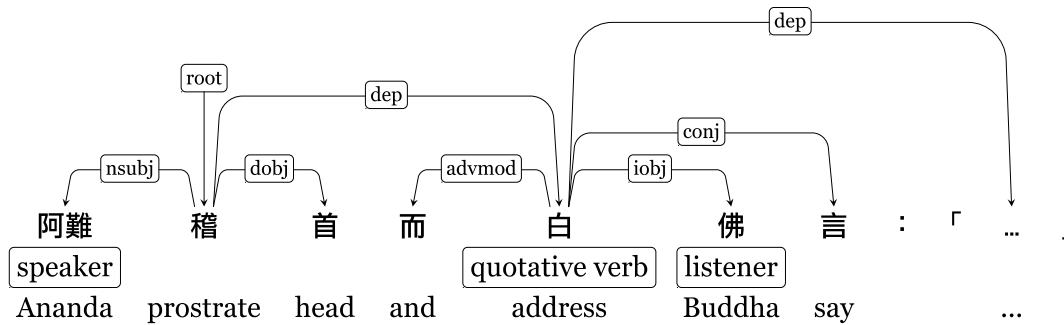 dep
root
dep
conj
nsubj dobj advmod iobj
阿難 稽 首 而 白 佛 言 : 「 …
speaker quotative verb listener
Ananda prostrate head and address Buddha say ...